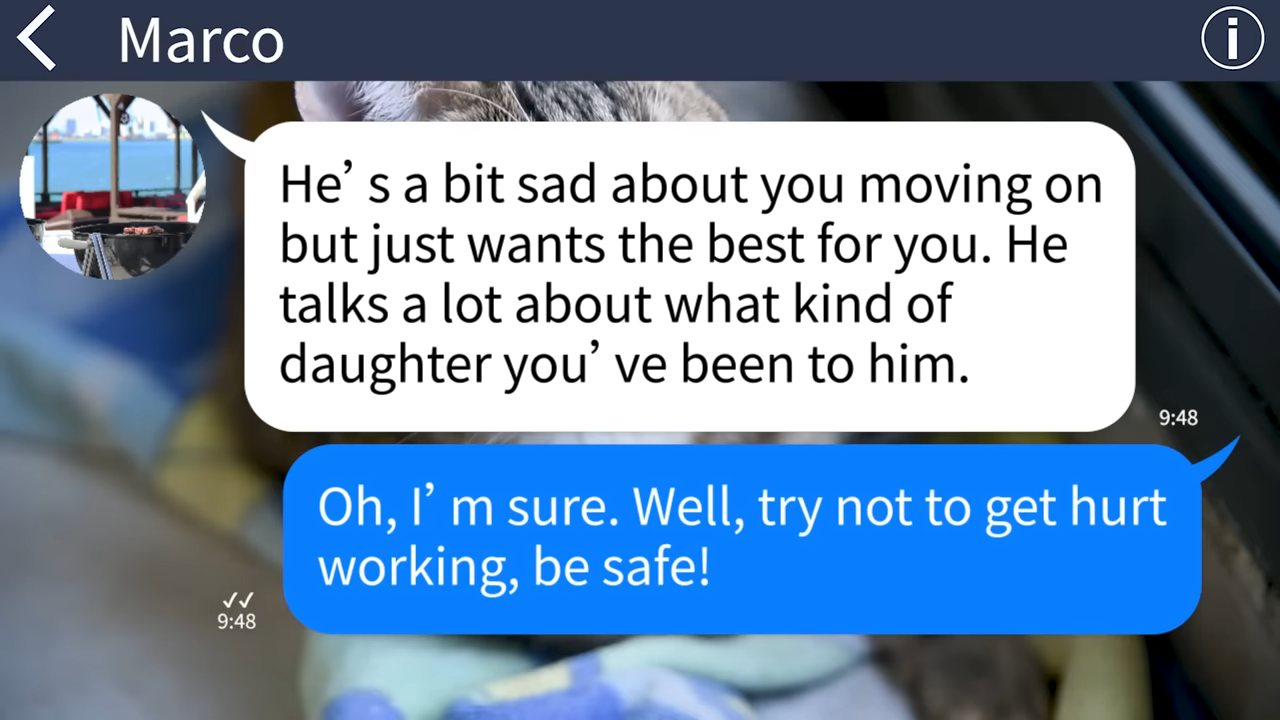 Marco
He’s a bit sad about you moving on
but just wants the best for you. He
talks a lot about what kind of
daughter you’ve been to him.
9:48
Oh, I’m sure. Well, try not to get hurt
working, be safe!
9:48